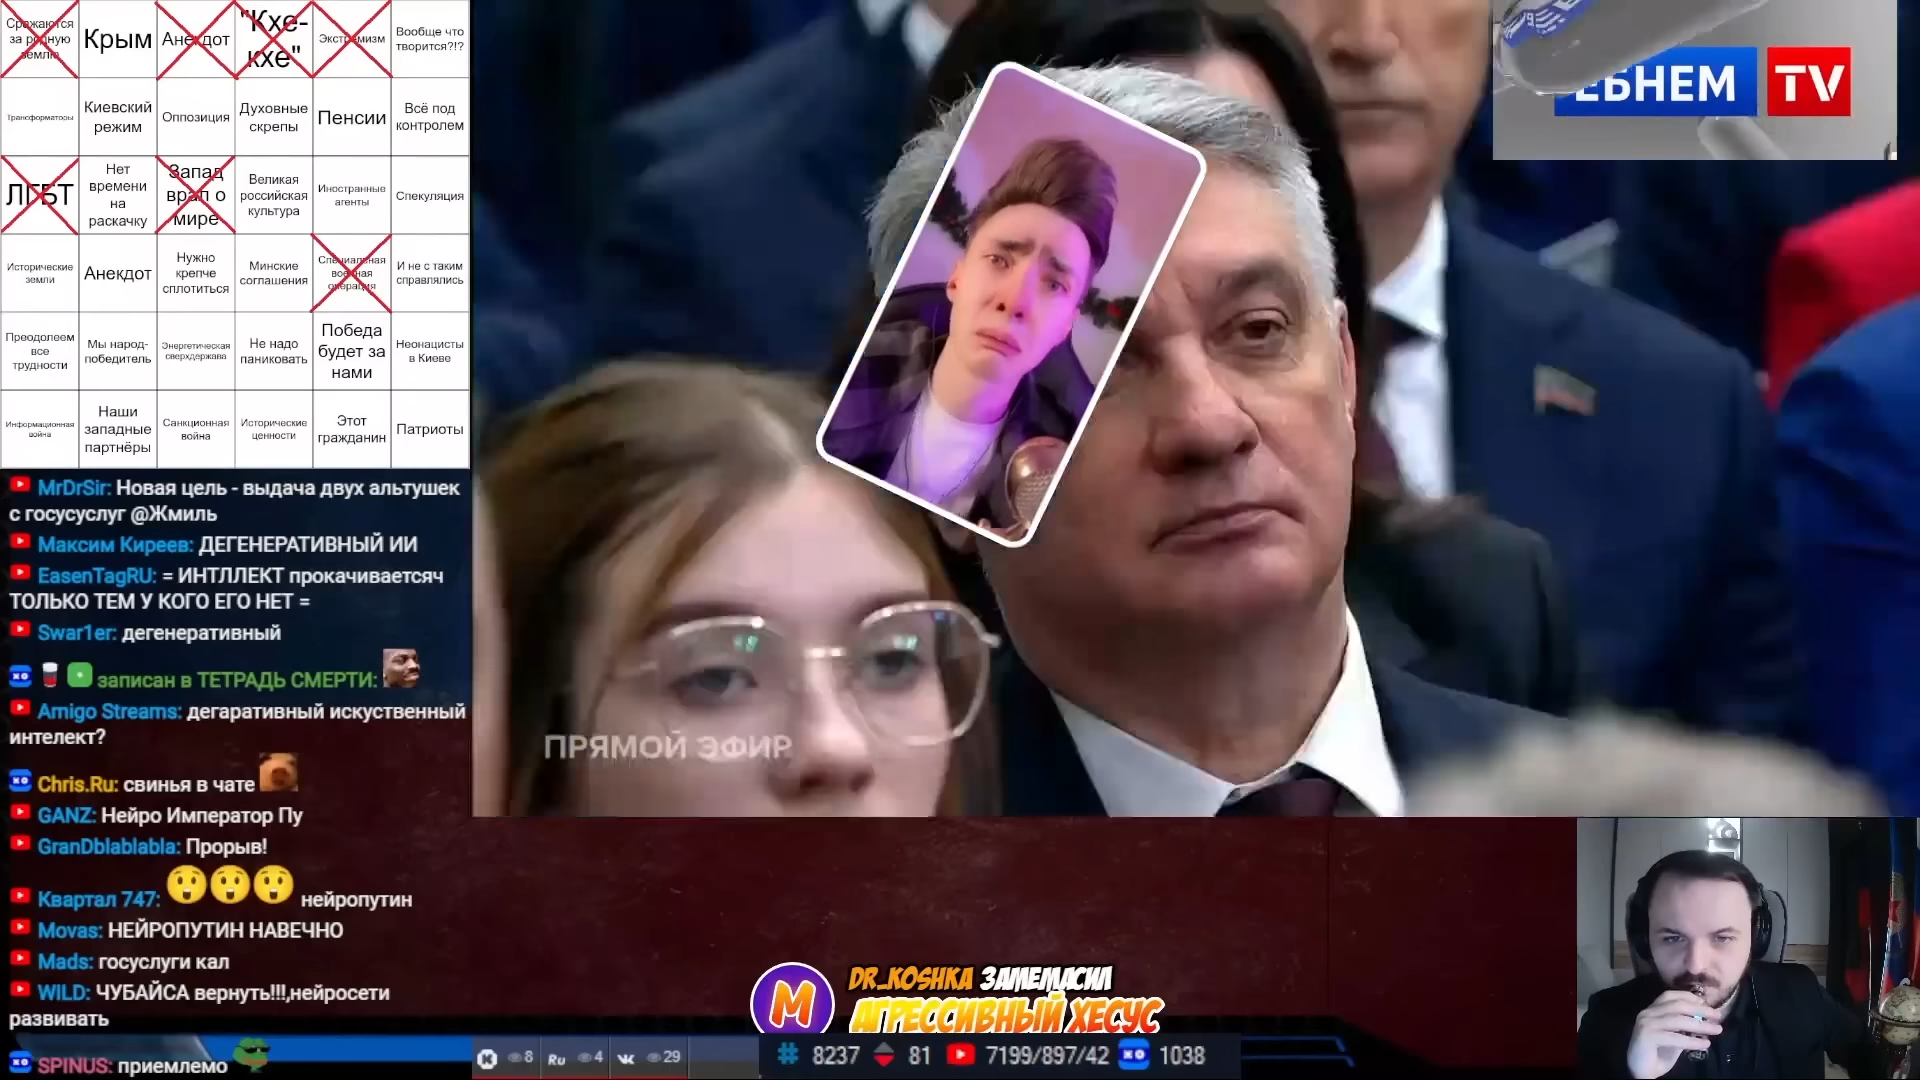 Сражаются
за родную
землю
Крым
Анекдот
"Кхе-
кхе"
Экстремизм
Вообще что
творится?!?
Трансформаторы
Киевский
режим
Оппозиция
Духовные
скрепы
Пенсии
Всё под
контролем
ЛГБТ
Нет
времени
на
раскачку
Запад
врал о
мире
Великая
российская
культура
Иностранные
агенты
Спекуляция
Исторические
земли
Анекдот
Нужно
крепче
сплотиться
Минские
соглашения
Специальная
военная
операция
И не с таким
справлялись
Преодолеем
все
трудности
Мы народ-
победитель
Энергетическая
сверхдержава
Не надо
паниковать
Победа
будет за
нами
Неонацисты
в Киеве
Информационная
война
Наши
западные
партнёры
Санкционная
война
Исторические
ценности
Этот
гражданин
Патриоты
ЕБНЕМ TV
MrDrSir: Новая цель - выдача двух альтушек
с госусуслуг @Жмиль
Максим Киреев: ДЕГЕНЕРАТИВНЫЙ ИИ
EasenTagRU: = ИНТЛЛЕКТ прокачиваетсяч
ТОЛЬКО ТЕМ У КОГО ЕГО НЕТ =
Swar1er: дегенеративный
записан в ТЕТРАДЬ СМЕРТИ:
Amigo Streams: дегаративный искуственный
интелект?
Chris.Ru: свинья в чате
GANZ: Нейро Император Пу
GranDblablabla: Прорыв!
Квартал 747: нейропутин
Movas: НЕЙРОПУТИН НАВЕЧНО
Mads: госуслуги кал
WILD: ЧУБАЙСА вернуть!!!,нейросети
развивать
SPINUS: приемлемо
ПРЯМОЙ ЭФИР
M
DR_KOSHKA ЗАМЕМАСИЛ
АГРЕССИВНЫЙ ХЕСУС
K 8 Ru 4 29
# 8237 81 7199/897/42 1038